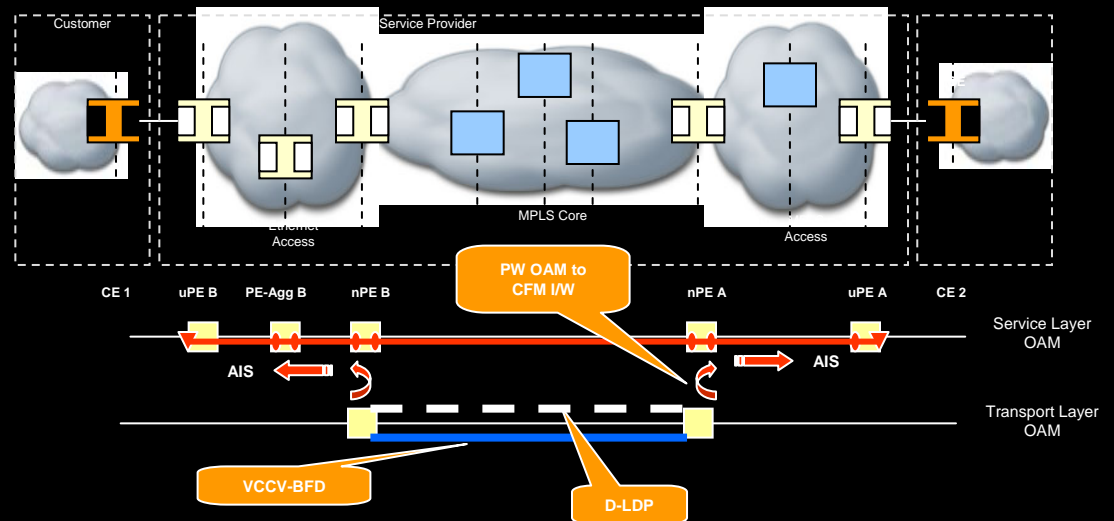 Customer
Service Provider
MPLS Core
Ethernet
Access
Access
PW OAM to
CFM I/W
CE 1
uPE B
PE-Agg B
nPE B
nPE A
uPE A
CE 2
Service Layer
OAM
AIS
AIS
Transport Layer
OAM
VCCV-BFD
D-LDP